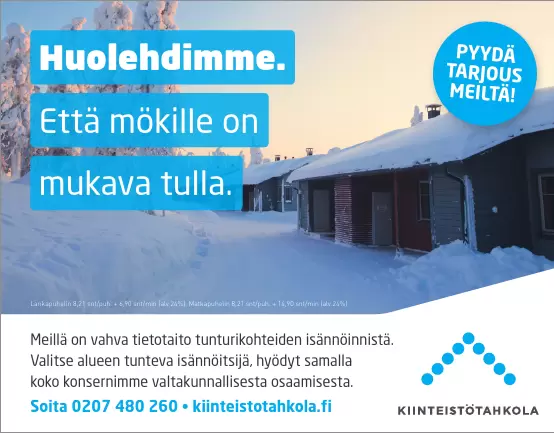 Huolehdimme.
Että mökille on
mukava tulla.
PYYDÄ
TARJOUS
MEILTÄ!
Lankapuhelin 8,21 snt/puh. + 6,90 snt/min (alv 24%). Matkapuhelin 8,21 snt/puh. + 14,90 snt/min (alv 24%)
Meillä on vahva tietotaito tunturikohteiden isännöinnistä.
Valitse alueen tunteva isännöitsijä, hyödyt samalla
koko konsernimme valtakunnallisesta osaamisesta.
Soita 0207 480 260 • kiinteistotahkola.fi
KIINTEISTÖTAHKOLA